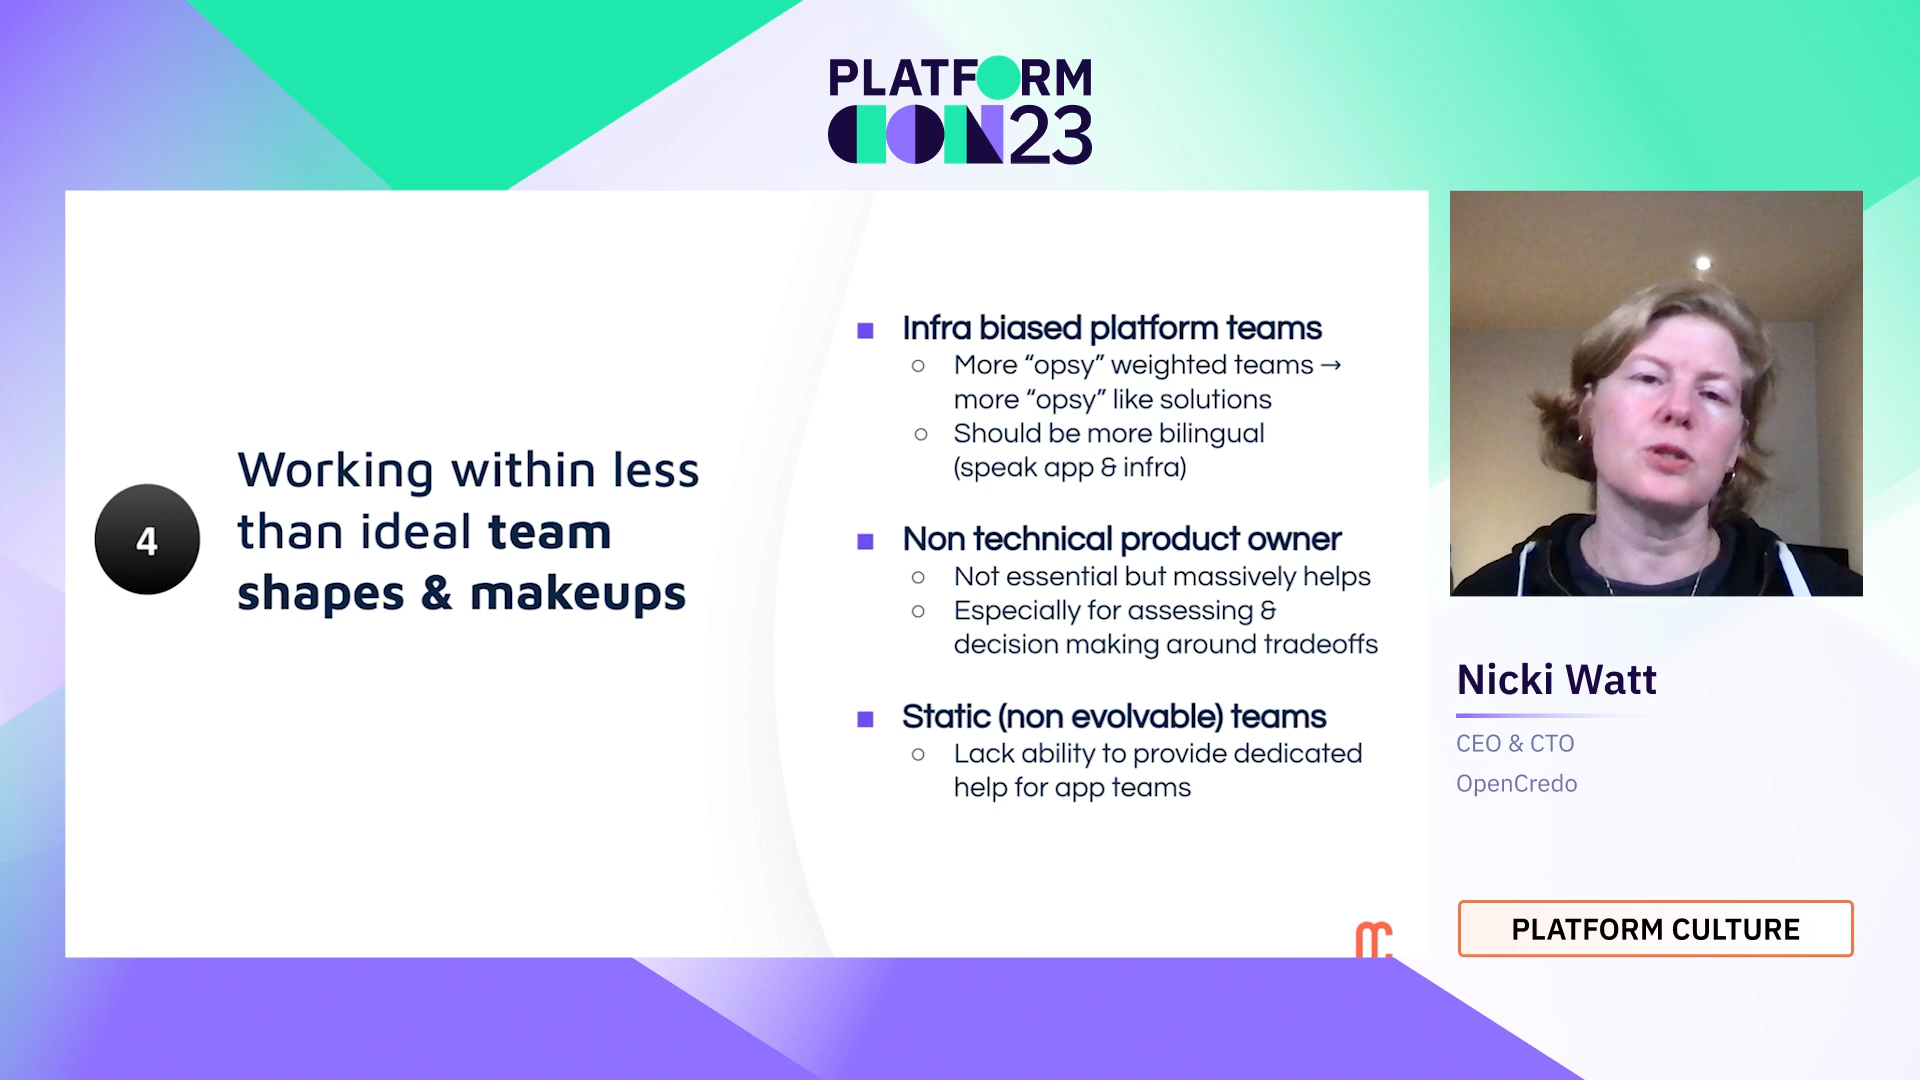 PLATFORM
CON23
4
Working within less
than ideal team
shapes & makeups
■ Infra biased platform teams
○ More “opsy” weighted teams →
more “opsy” like solutions
○ Should be more bilingual
(speak app & infra)
■ Non technical product owner
○ Not essential but massively helps
○ Especially for assessing &
decision making around tradeoffs
■ Static (non evolvable) teams
○ Lack ability to provide dedicated
help for app teams
Nicki Watt
CEO & CTO
OpenCredo
PLATFORM CULTURE